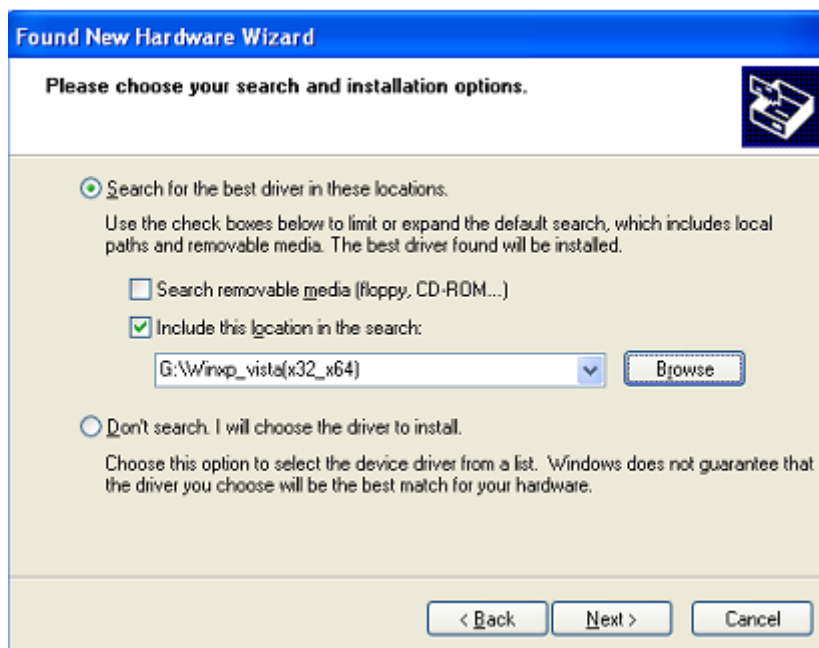 Found New Hardware Wizard
Please choose your search and installation options.
Search for the best driver in these locations.
Use the check boxes below to limit or expand the default search, which includes local
paths and removable media. The best driver found will be installed.
Search removable media (floppy, CD-ROM...)
Include this location in the search:
G:\Winxp_vista(x32_x64)
Browse
Don't search. I will choose the driver to install.
Choose this option to select the device driver from a list. Windows does not guarantee that
the driver you choose will be the best match for your hardware.
< Back
Next >
Cancel